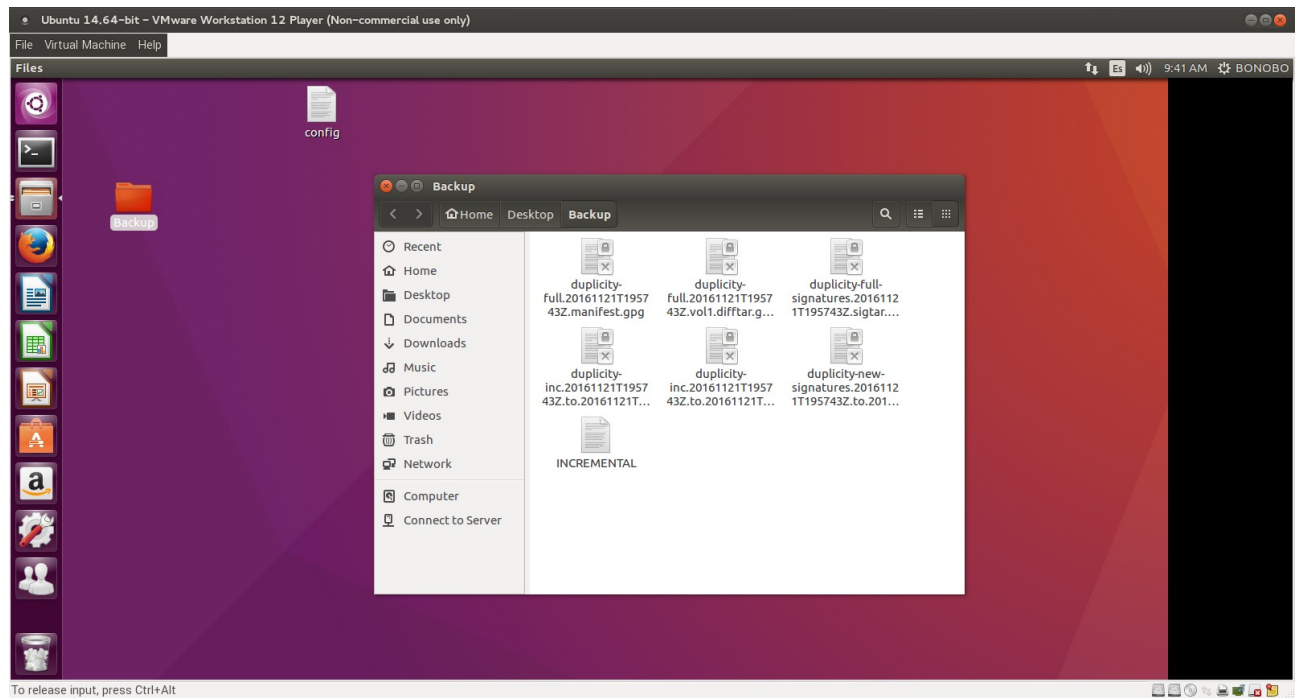 Ubuntu 14.64-bit - VMware Workstation 12 Player (Non-commercial use only)
File Virtual Machine Help
Files
Es 9:41 AM BONOBO
config
Backup
Backup
Home Desktop Backup
Recent
Home
Desktop
Documents
Downloads
Music
Pictures
Videos
Trash
Network
Computer
Connect to Server
duplicity-
full.20161121T1957
43Z.manifest.gpg
duplicity-
full.20161121T1957
43Z.vol1.difftar.g...
duplicity-full-
signatures.2016112
1T195743Z.sigtar....
duplicity-
inc.20161121T1957
43Z.to.20161121T...
duplicity-
inc.20161121T1957
43Z.to.20161121T...
duplicity-new-
signatures.2016112
1T195743Z.to.201...
INCREMENTAL
To release input, press Ctrl+Alt